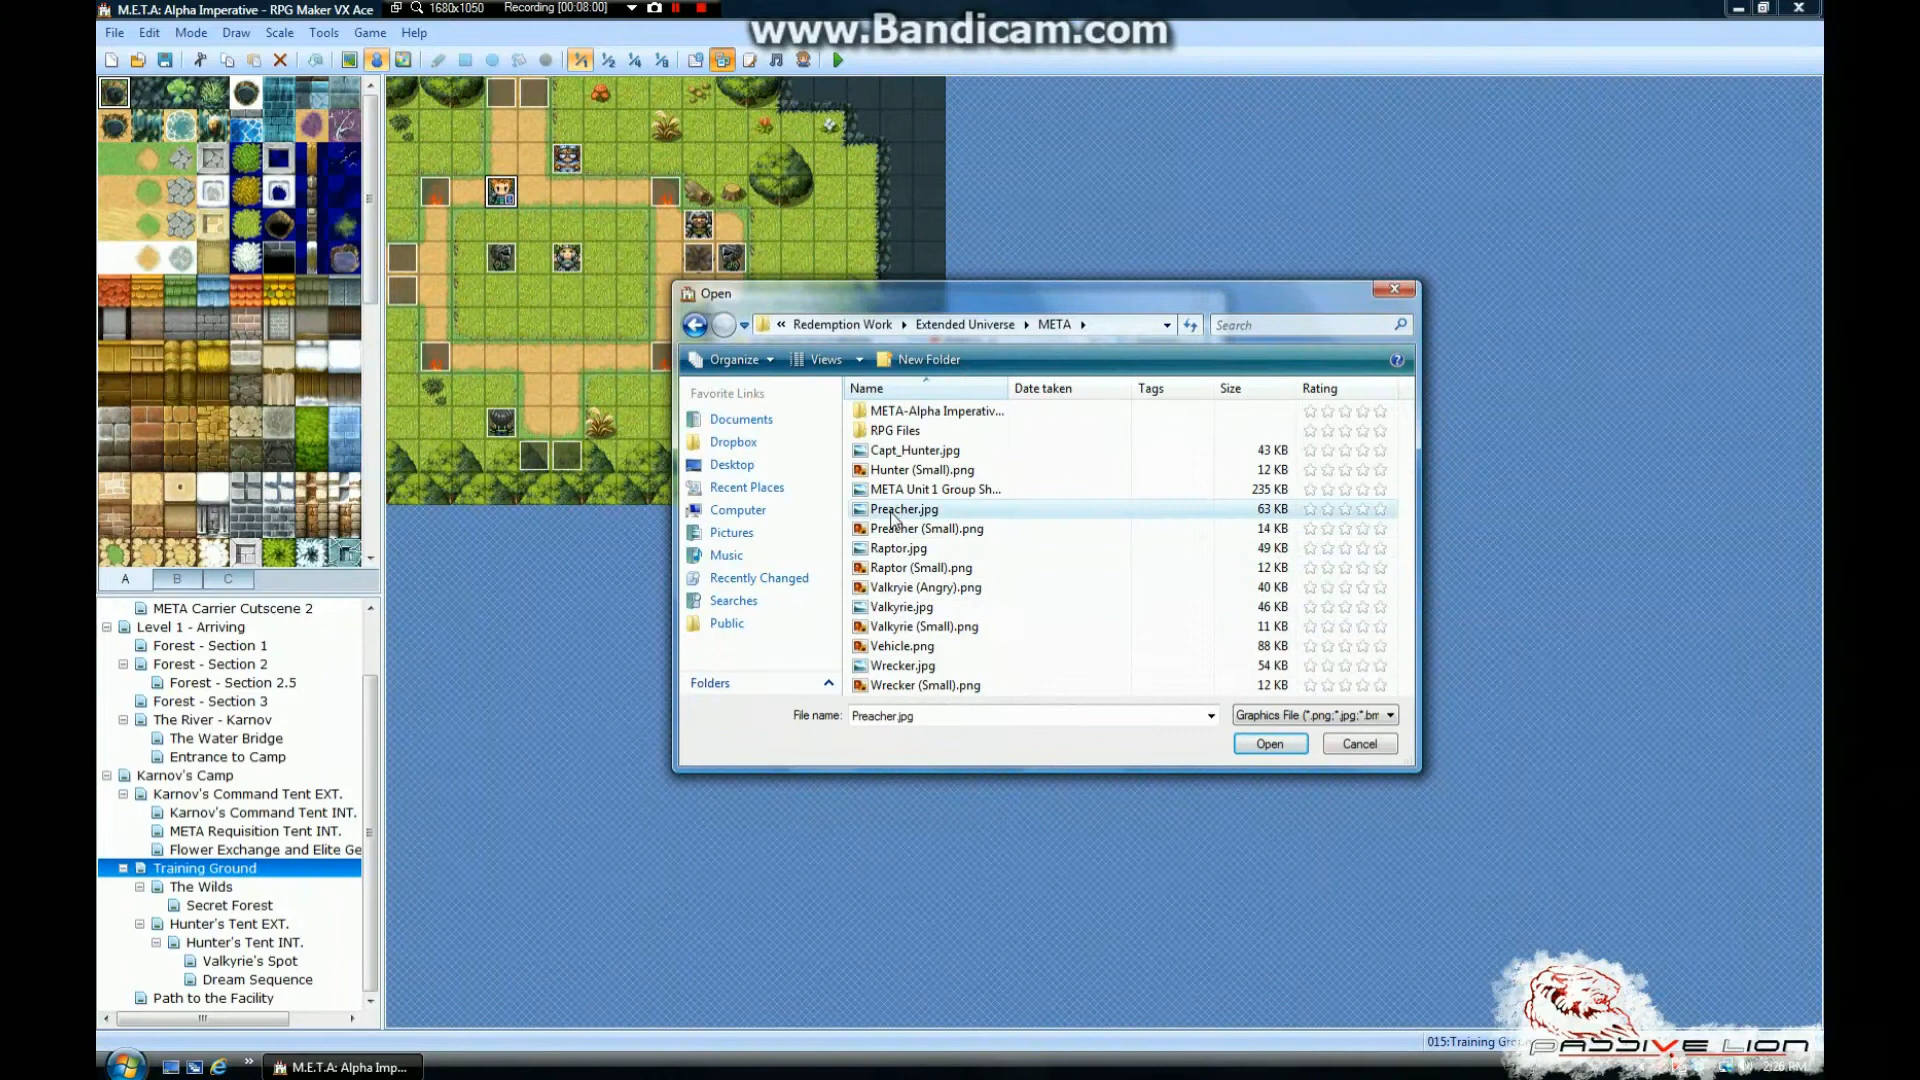 M.E.T.A: Alpha Imperative - RPG Maker VX Ace
1680x1050
Recording [00:08:00]
www.Bandicam.com
File Edit Mode Draw Scale Tools Game Help
Open
« Redemption Work Extended Universe META
Search
Organize Views New Folder
Favorite Links
Documents
Dropbox
Desktop
Recent Places
Computer
Pictures
Music
Recently Changed
Searches
Public
Folders
Name Date taken Tags Size Rating
META-Alpha Imperativ...
RPG Files
Capt_Hunter.jpg 43 KB
Hunter (Small).png 12 KB
META Unit 1 Group Sh... 235 KB
Preacher.jpg 63 KB
Preacher (Small).png 14 KB
Raptor.jpg 49 KB
Raptor (Small).png 12 KB
Valkryie (Angry).png 40 KB
Valkyrie.jpg 46 KB
Valkyrie (Small).png 11 KB
Vehicle.png 88 KB
Wrecker.jpg 54 KB
Wrecker (Small).png 12 KB
File name: Preacher.jpg
Graphics File (*.png;*.jpg;*.bm
Open Cancel
A B C
META Carrier Cutscene 2
Level 1 - Arriving
Forest - Section 1
Forest - Section 2
Forest - Section 2.5
Forest - Section 3
The River - Karnov
The Water Bridge
Entrance to Camp
Karnov's Camp
Karnov's Command Tent EXT.
Karnov's Command Tent INT.
META Requisition Tent INT.
Flower Exchange and Elite Ge
Training Ground
The Wilds
Secret Forest
Hunter's Tent EXT.
Hunter's Tent INT.
Valkyrie's Spot
Dream Sequence
Path to the Facility
015:Training Gr
PASSIVE LION
M.E.T.A: Alpha Imp...
2:26 PM